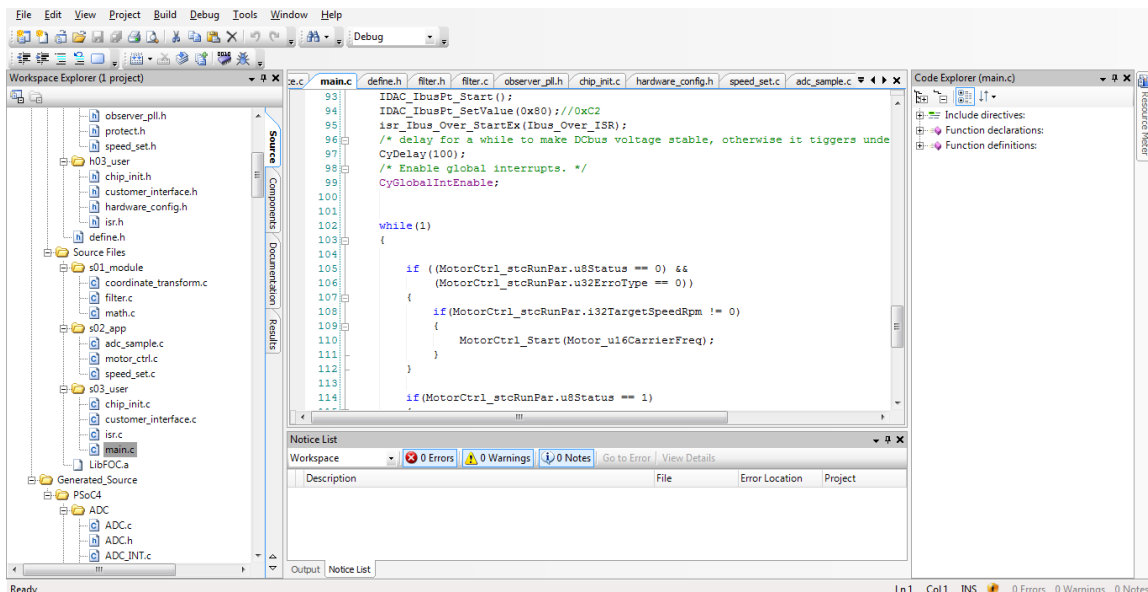 File Edit View Project Build Debug Tools Window Help
Debug
Workspace Explorer (1 project)
observer_pll.h
protect.h
speed_set.h
h03_user
chip_init.h
customer_interface.h
hardware_config.h
isr.h
define.h
Source Files
s01_module
coordinate_transform.c
filter.c
math.c
s02_app
adc_sample.c
motor_ctrl.c
speed_set.c
s03_user
chip_init.c
customer_interface.c
isr.c
main.c
LibFOC.a
Generated_Source
PSoC4
ADC
ADC.c
ADC.h
ADC_INT.c
Source
Components
Documentation
Results
ce.c main.c define.h filter.h filter.c observer_pll.h chip_init.h hardware_config.h speed_set.c adc_sample.c
93 IDAC_IbusPt_Start();
94 IDAC_IbusPt_SetValue(0x80);//0xC2
95 isr_Ibus_Over_StartEx(Ibus_Over_ISR);
96 /* delay for a while to make DCbus voltage stable, otherwise it tiggers unde
97 CyDelay(100);
98 /* Enable global interrupts. */
99 CyGlobalIntEnable;
100
101
102 while(1)
103 {
104
105 if ((MotorCtrl_stcRunPar.u8Status == 0) &&
106 (MotorCtrl_stcRunPar.u32ErroType == 0))
107 {
108 if(MotorCtrl_stcRunPar.i32TargetSpeedRpm != 0)
109 {
110 MotorCtrl_Start(Motor_u16CarrierFreq);
111 }
112 }
113
114 if(MotorCtrl_stcRunPar.u8Status == 1)
Code Explorer (main.c)
Include directives:
Function declarations:
Function definitions:
Resource Meter
Notice List
Workspace 0 Errors 0 Warnings 0 Notes Go to Error View Details
Description File Error Location Project
Output Notice List
Ready Ln 1 Col 1 INS 0 Errors 0 Warnings 0 Notes